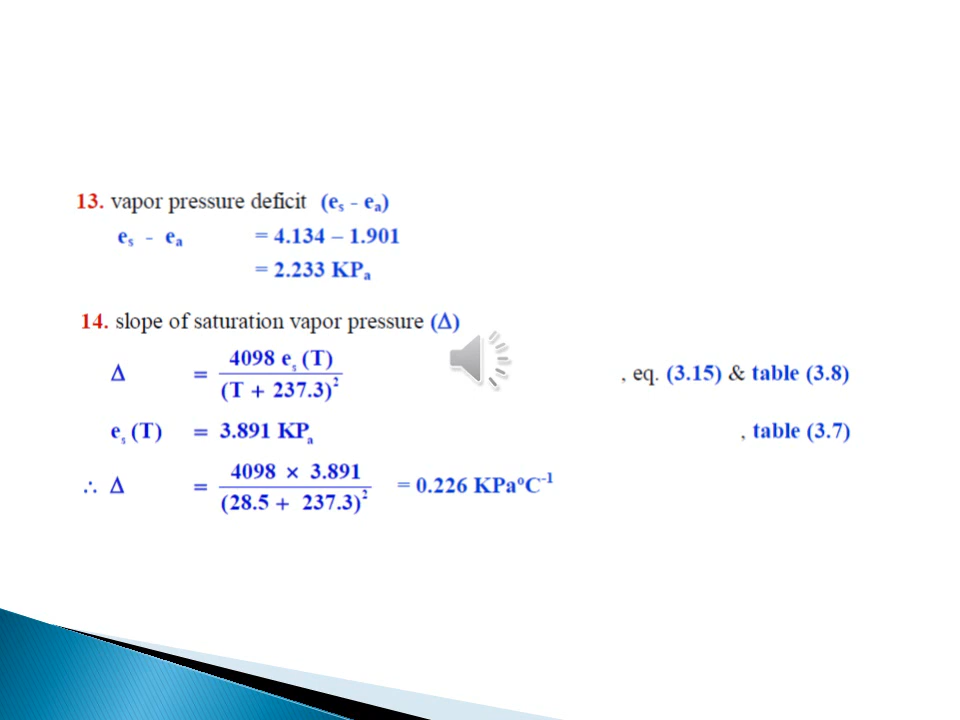 13. vapor pressure deficit (eₛ - eₐ)
eₛ - eₐ = 4.134 – 1.901
= 2.233 KPₐ
14. slope of saturation vapor pressure (Δ)
Δ = 4098 eₛ (T) / (T + 237.3)² , eq. (3.15) & table (3.8)
eₛ (T) = 3.891 KPₐ , table (3.7)
∴ Δ = 4098 × 3.891 / (28.5 + 237.3)² = 0.226 KPaºC⁻¹